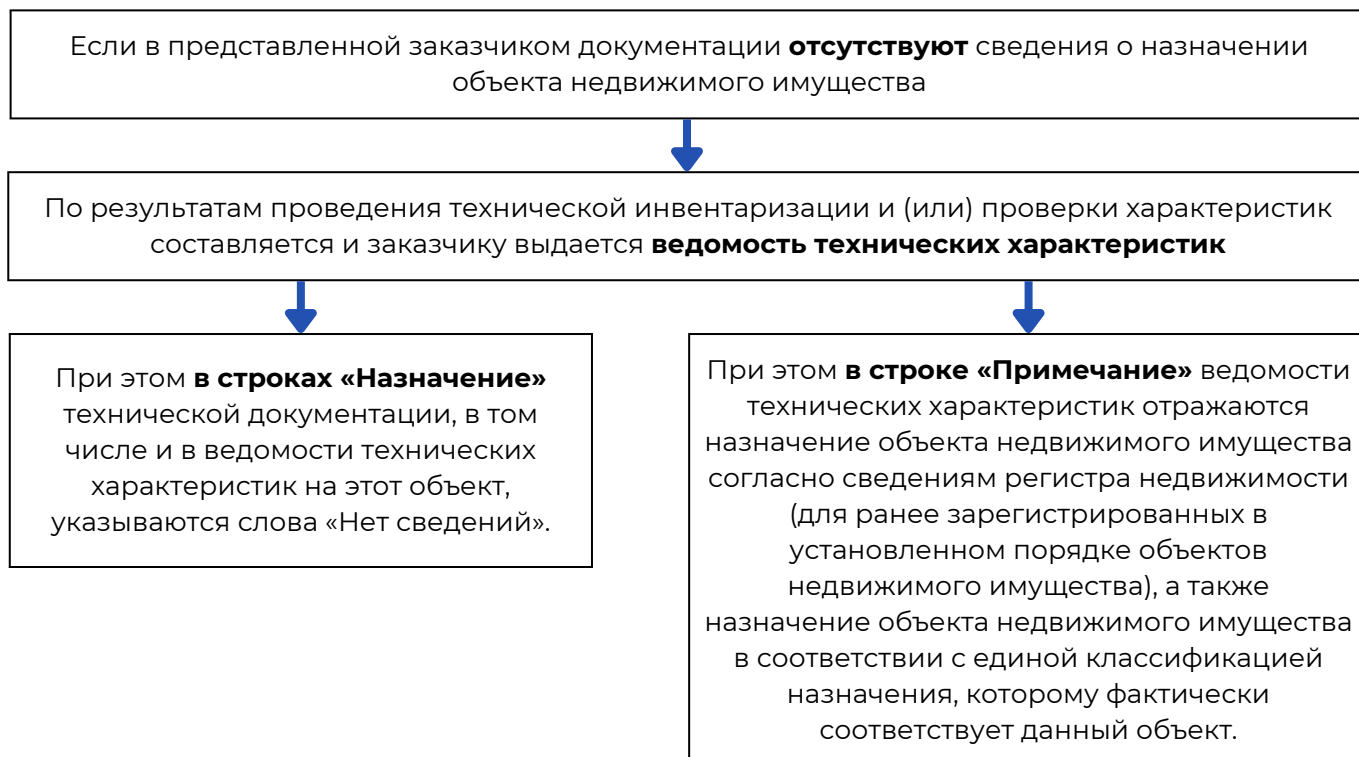 Если в представленной заказчиком документации отсутствуют сведения о назначении
объекта недвижимого имущества
По результатам проведения технической инвентаризации и (или) проверки характеристик
составляется и заказчику выдается ведомость технических характеристик
При этом в строках «Назначение»
технической документации, в том
числе и в ведомости технических
характеристик на этот объект,
указываются слова «Нет сведений».
При этом в строке «Примечание» ведомости
технических характеристик отражаются
назначение объекта недвижимого имущества
согласно сведениям регистра недвижимости
(для ранее зарегистрированных в
установленном порядке объектов
недвижимого имущества), а также
назначение объекта недвижимого имущества
в соответствии с единой классификацией
назначения, которому фактически
соответствует данный объект.